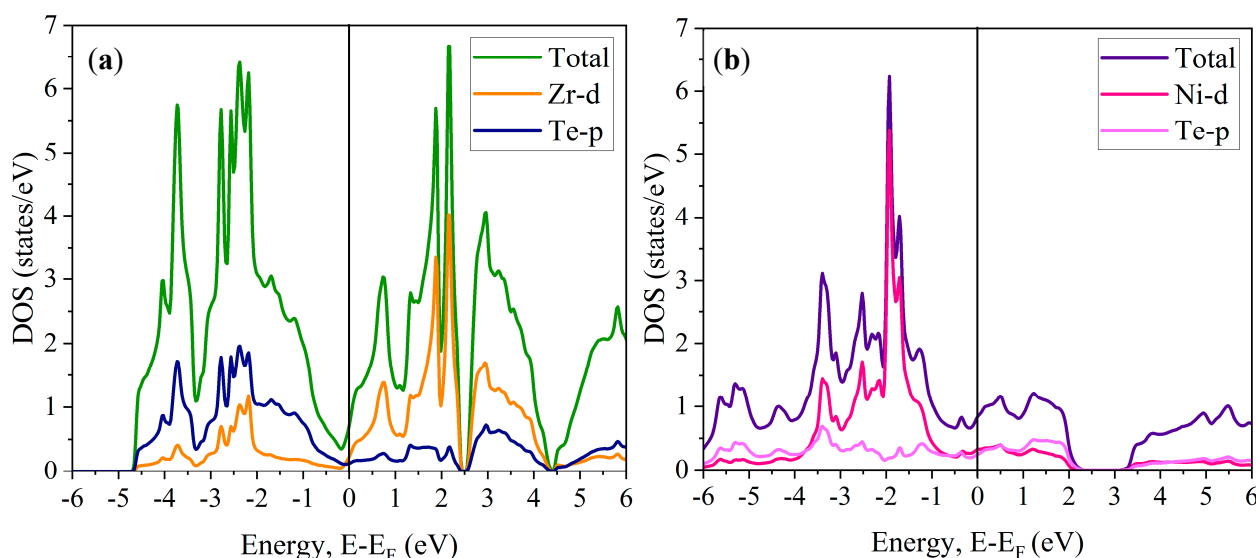 (a)
Total
Zr-d
Te-p
DOS (states/eV)
7
6
5
4
3
2
1
0
-6 -5 -4 -3 -2 -1 0 1 2 3 4 5 6
Energy, E-E_F (eV)
(b)
Total
Ni-d
Te-p
DOS (states/eV)
7
6
5
4
3
2
1
0
-6 -5 -4 -3 -2 -1 0 1 2 3 4 5 6
Energy, E-E_F (eV)